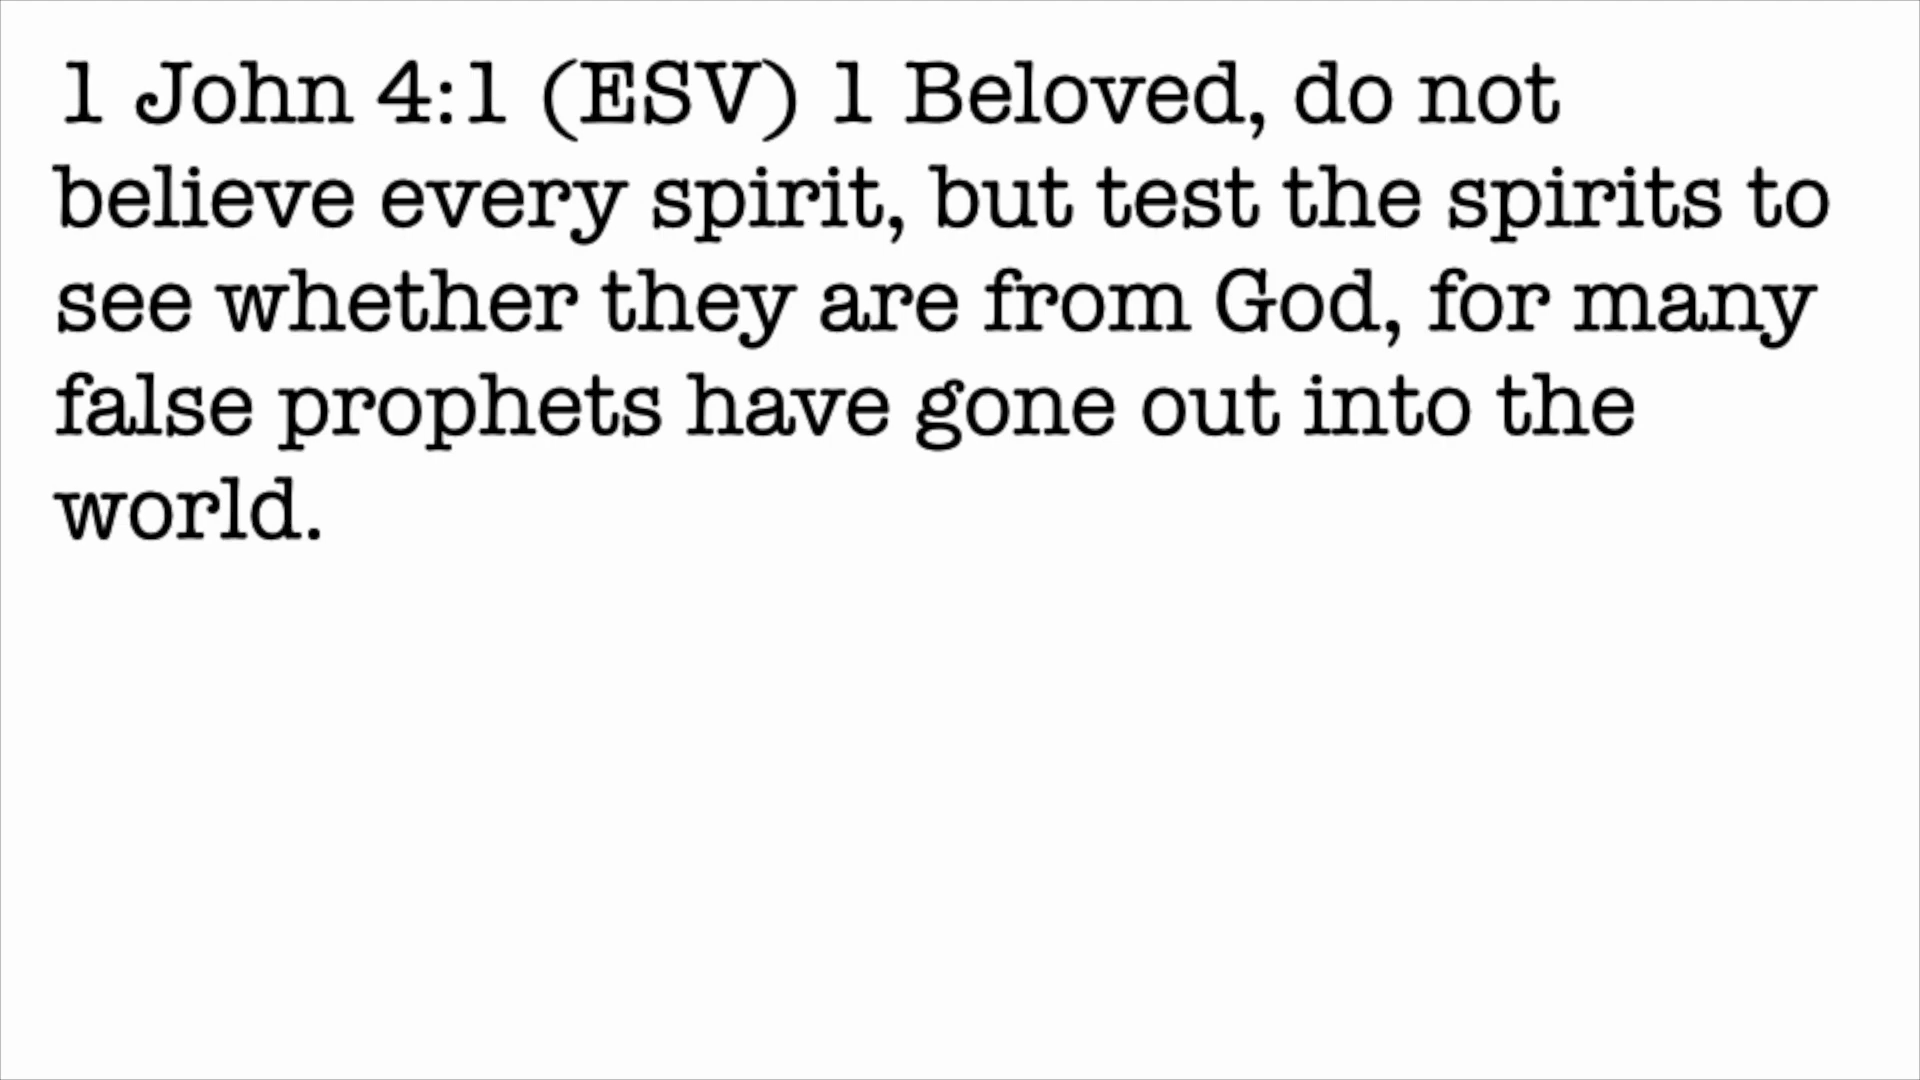 1 John 4:1 (ESV) 1 Beloved, do not
believe every spirit, but test the spirits to
see whether they are from God, for many
false prophets have gone out into the
world.